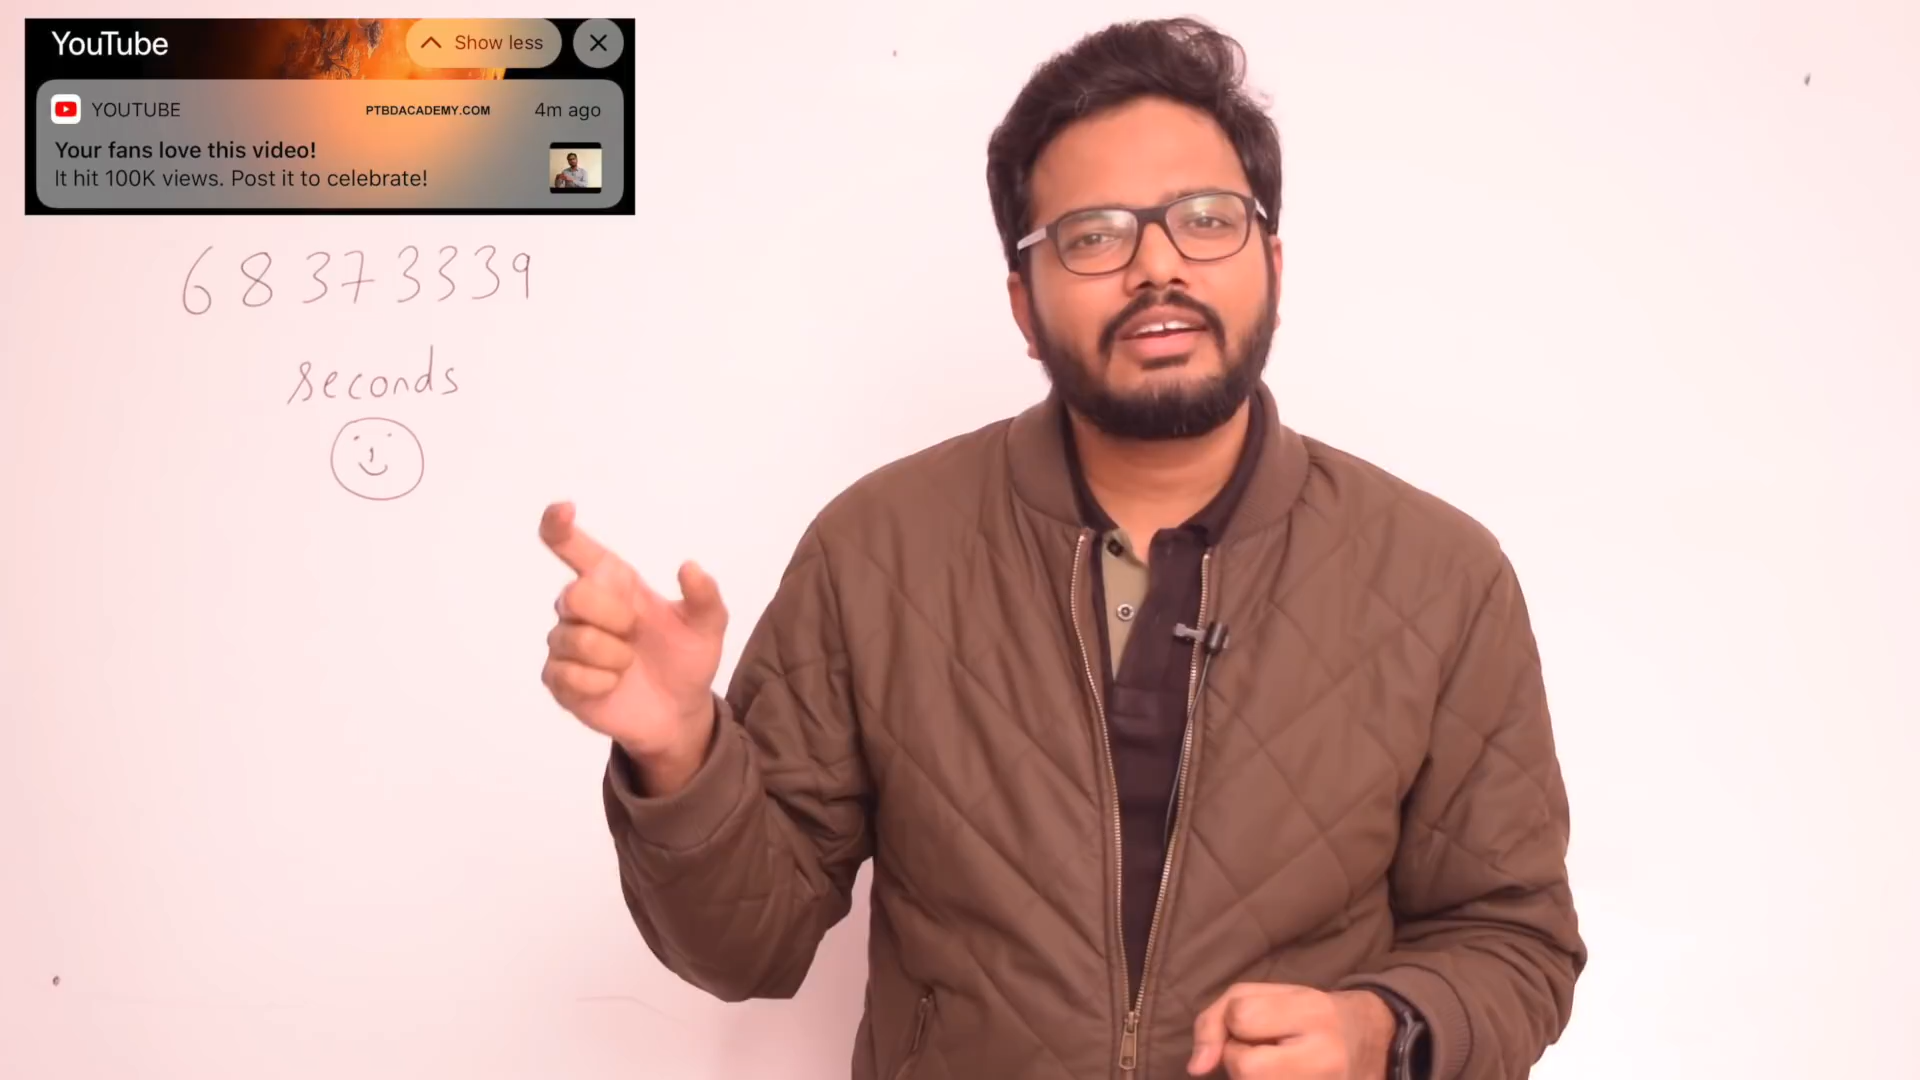 YouTube
Show less
YOUTUBE PTBDACADEMY.COM 4m ago
Your fans love this video!
It hit 100K views. Post it to celebrate!
68373339
seconds